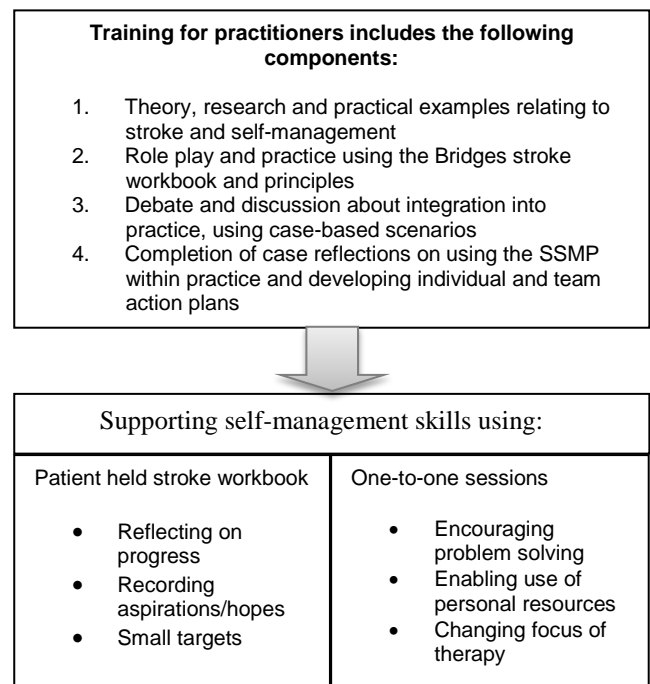 Training for practitioners includes the following
components:
1. Theory, research and practical examples relating to
stroke and self-management
2. Role play and practice using the Bridges stroke
workbook and principles
3. Debate and discussion about integration into
practice, using case-based scenarios
4. Completion of case reflections on using the SSMP
within practice and developing individual and team
action plans
Supporting self-management skills using:
Patient held stroke workbook
• Reflecting on
progress
• Recording
aspirations/hopes
• Small targets
One-to-one sessions
• Encouraging
problem solving
• Enabling use of
personal resources
• Changing focus of
therapy